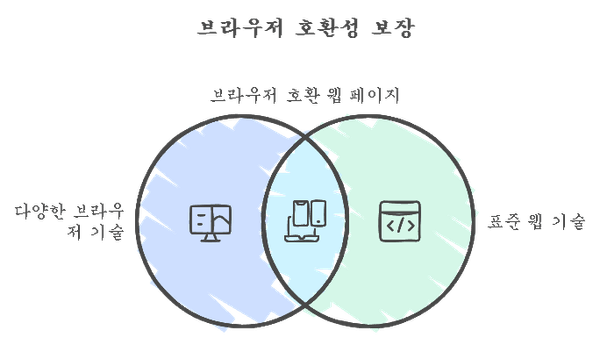 브라우저 호환성 보장
브라우저 호환 웹 페이지
다양한 브라우
저 기술
표준 웹 기술